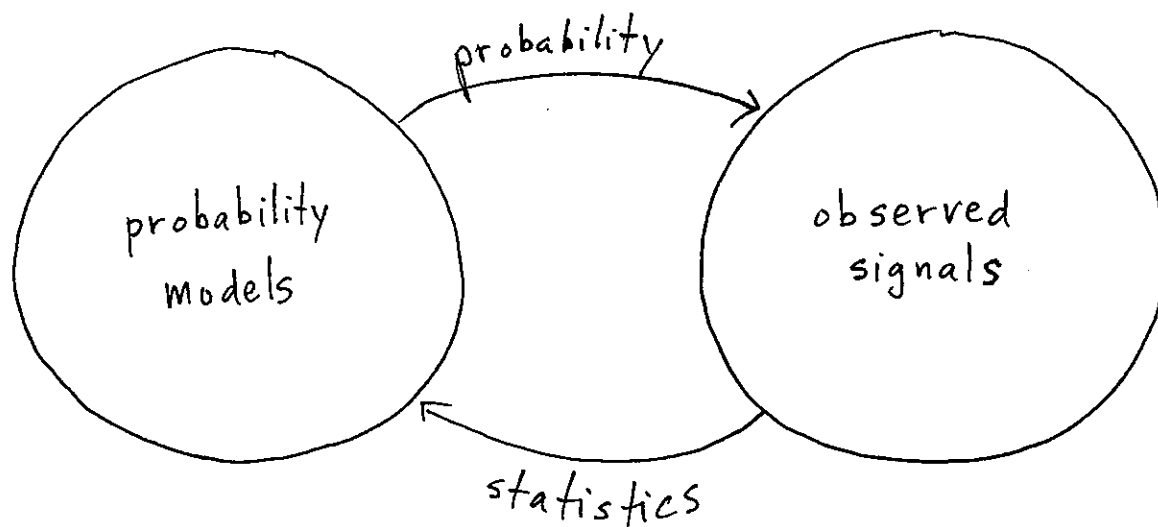 probability
probability
models
observed
signals
statistics